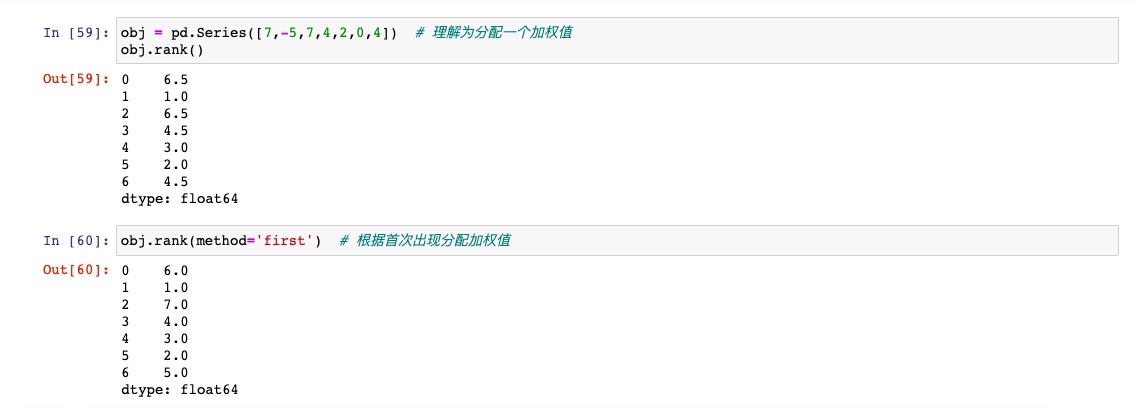 In [59]: obj = pd.Series([7,-5,7,4,2,0,4])  # 理解为分配一个加权值
obj.rank()
Out[59]: 0    6.5
1    1.0
2    6.5
3    4.5
4    3.0
5    2.0
6    4.5
dtype: float64
In [60]: obj.rank(method='first')  # 根据首次出现分配加权值
Out[60]: 0    6.0
1    1.0
2    7.0
3    4.0
4    3.0
5    2.0
6    5.0
dtype: float64